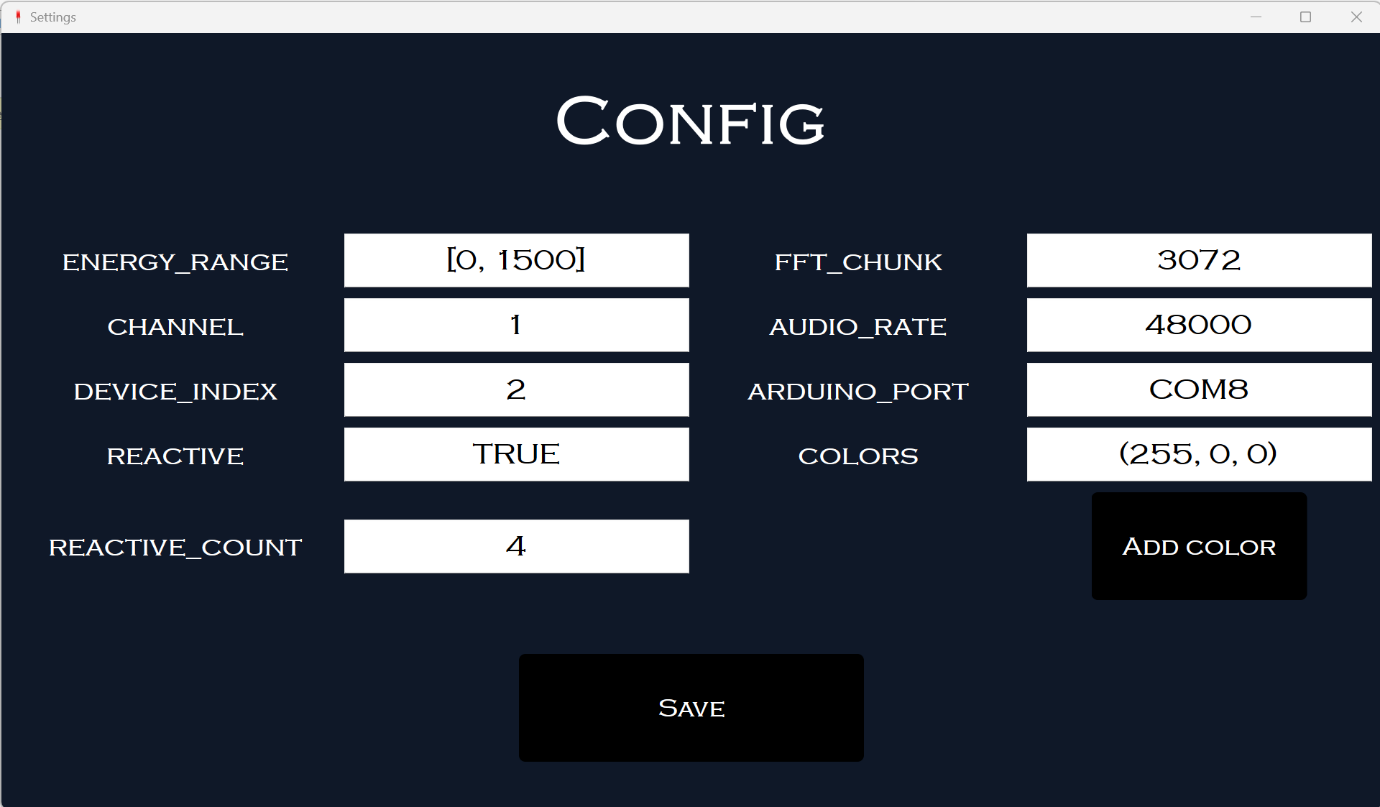 Settings
Config
ENERGY_RANGE [0, 1500] FFT_CHUNK 3072
CHANNEL 1 AUDIO_RATE 48000
DEVICE_INDEX 2 ARDUINO_PORT COM8
REACTIVE TRUE COLORS (255, 0, 0)
REACTIVE_COUNT 4 Add color
Save